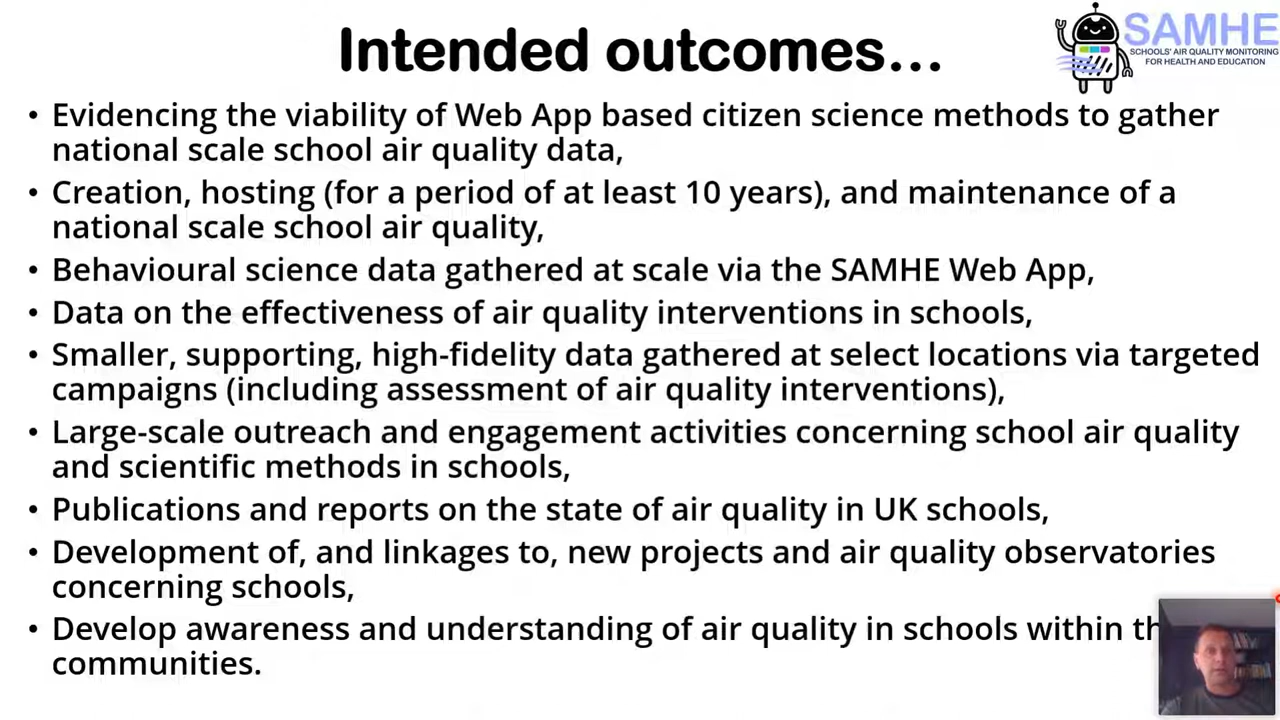 Intended outcomes...
SAMHE
SCHOOLS' AIR QUALITY MONITORING
FOR HEALTH AND EDUCATION
• Evidencing the viability of Web App based citizen science methods to gather
national scale school air quality data,
• Creation, hosting (for a period of at least 10 years), and maintenance of a
national scale school air quality,
• Behavioural science data gathered at scale via the SAMHE Web App,
• Data on the effectiveness of air quality interventions in schools,
• Smaller, supporting, high-fidelity data gathered at select locations via targeted
campaigns (including assessment of air quality interventions),
• Large-scale outreach and engagement activities concerning school air quality
and scientific methods in schools,
• Publications and reports on the state of air quality in UK schools,
• Development of, and linkages to, new projects and air quality observatories
concerning schools,
• Develop awareness and understanding of air quality in schools within
communities.